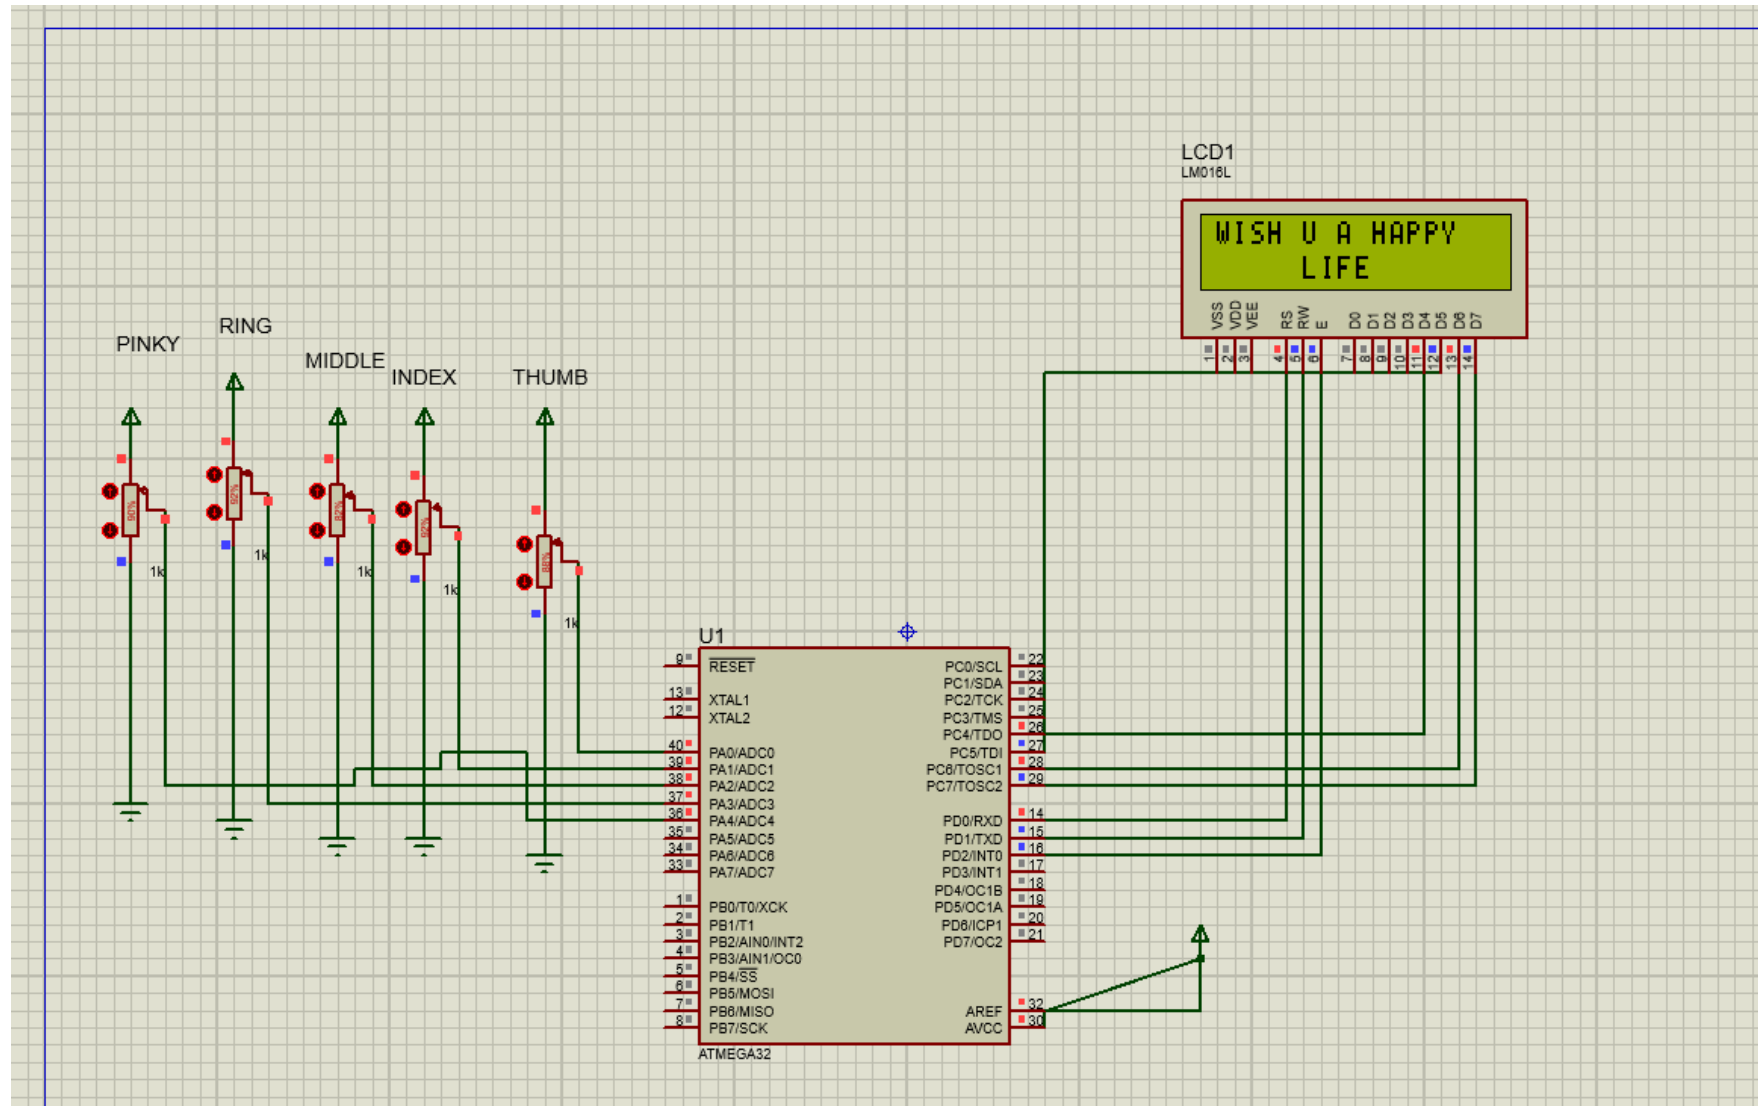 LCD1
LM016L
WISH U A HAPPY
LIFE
VSS
VDD
VEE
RS
RW
E
D0
D1
D2
D3
D4
D5
D6
D7
1
2
3
4
5
6
7
8
9
10
11
12
13
14
PINKY
RING
MIDDLE
INDEX
THUMB
90%
92%
82%
92%
88%
1k
1k
1k
1k
1k
U1
9 RESET
13 XTAL1
12 XTAL2
40 PA0/ADC0
39 PA1/ADC1
38 PA2/ADC2
37 PA3/ADC3
36 PA4/ADC4
35 PA5/ADC5
34 PA6/ADC6
33 PA7/ADC7
1 PB0/T0/XCK
2 PB1/T1
3 PB2/AIN0/INT2
4 PB3/AIN1/OC0
5 PB4/SS
6 PB5/MOSI
7 PB6/MISO
8 PB7/SCK
PC0/SCL 22
PC1/SDA 23
PC2/TCK 24
PC3/TMS 25
PC4/TDO 26
PC5/TDI 27
PC6/TOSC1 28
PC7/TOSC2 29
PD0/RXD 14
PD1/TXD 15
PD2/INT0 16
PD3/INT1 17
PD4/OC1B 18
PD5/OC1A 19
PD6/ICP1 20
PD7/OC2 21
AREF 32
AVCC 30
ATMEGA32